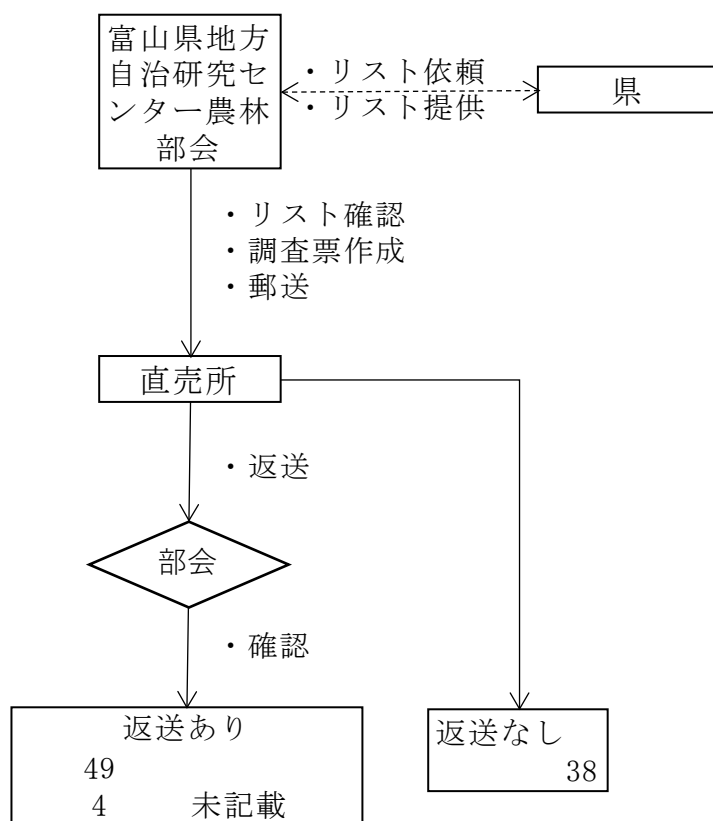 富山県地方
自治研究セ
ンター農林
部会
・リスト依頼
・リスト提供
県
・リスト確認
・調査票作成
・郵送
直売所
・返送
部会
・確認
返送あり
49
4 未記載
返送なし
38